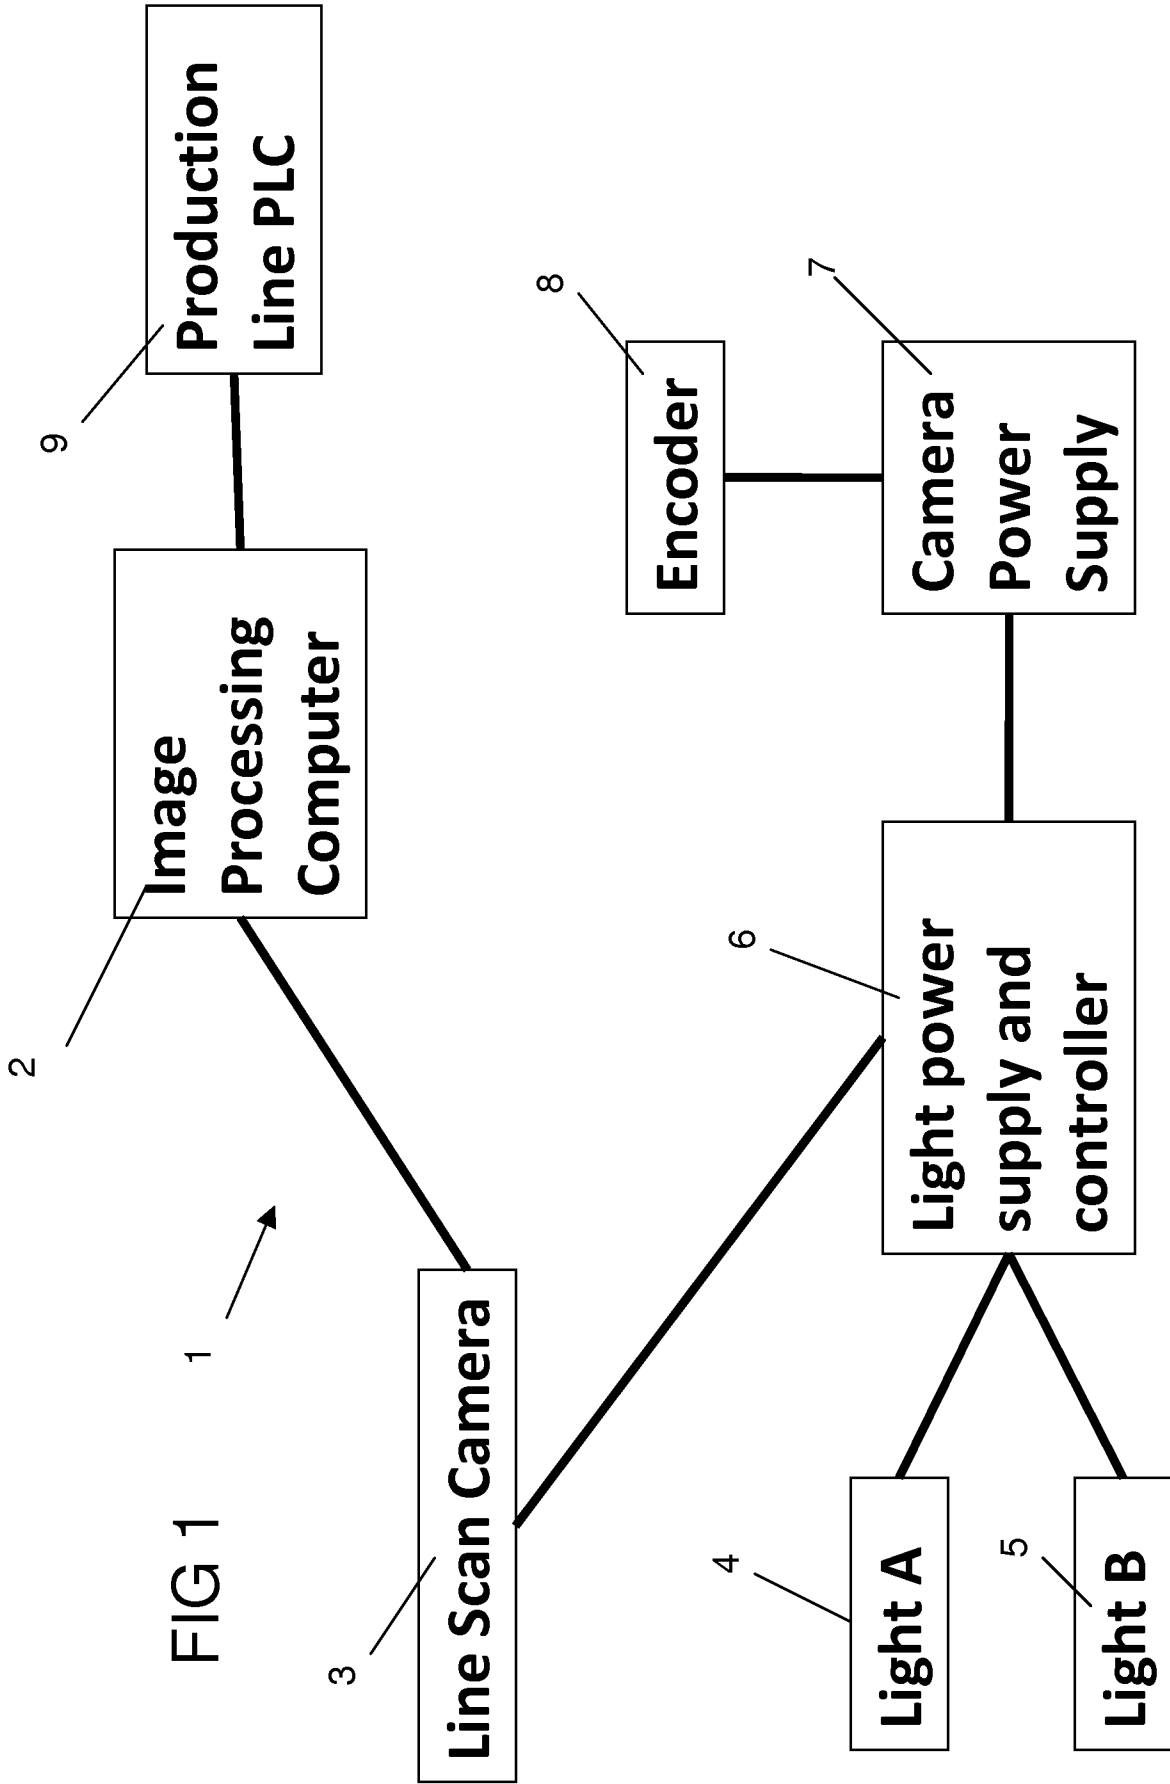 FIG 1
1
2
Image
Processing
Computer
9
Production
Line PLC
3
Line Scan Camera
8
Encoder
4
Light A
5
Light B
6
Light power
supply and
controller
7
Camera
Power
Supply